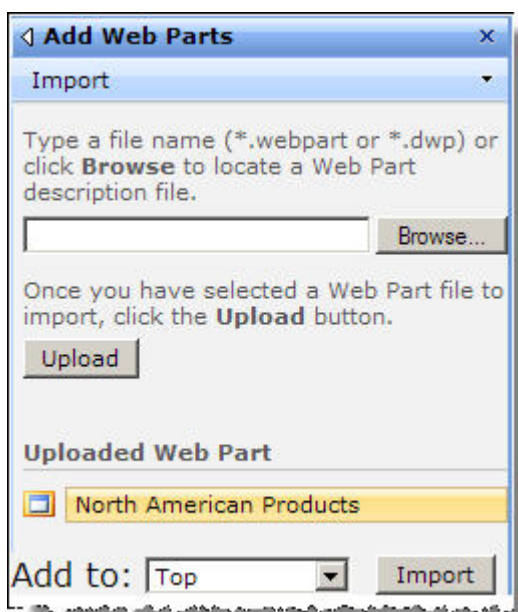 Add Web Parts
Import
Type a file name (*.webpart or *.dwp) or
click Browse to locate a Web Part
description file.
Browse...
Once you have selected a Web Part file to
import, click the Upload button.
Upload
Uploaded Web Part
North American Products
Add to: Top Import